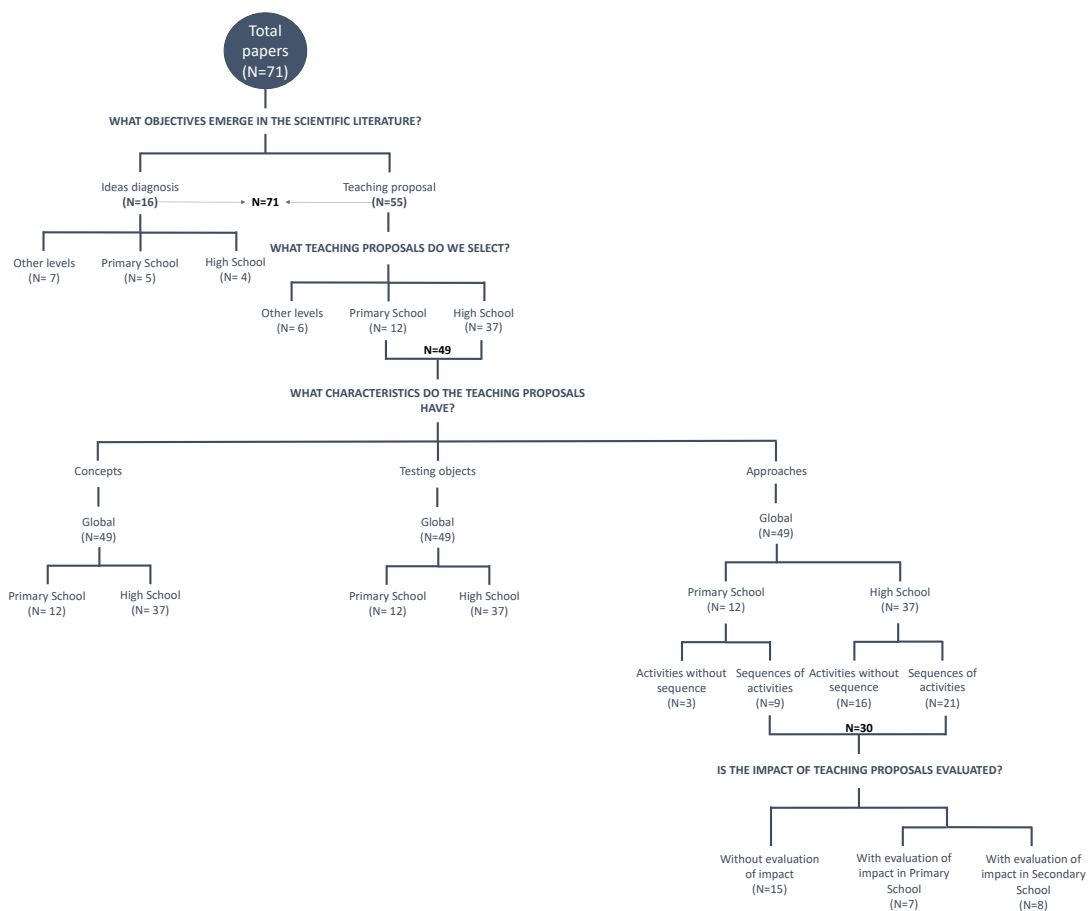 Total
papers
(N=71)
WHAT OBJECTIVES EMERGE IN THE SCIENTIFIC LITERATURE?
Ideas diagnosis
(N=16)
N=71
Teaching proposal
(N=55)
Other levels
(N= 7)
Primary School
(N= 5)
High School
(N= 4)
WHAT TEACHING PROPOSALS DO WE SELECT?
Other levels
(N= 6)
Primary School
(N= 12)
High School
(N= 37)
N=49
WHAT CHARACTERISTICS DO THE TEACHING PROPOSALS
HAVE?
Concepts
Global
(N=49)
Primary School
(N= 12)
High School
(N= 37)
Testing objects
Global
(N=49)
Primary School
(N= 12)
High School
(N= 37)
Approaches
Global
(N=49)
Primary School
(N= 12)
High School
(N= 37)
Activities without
sequence
(N=3)
Sequences of
activities
(N=9)
Activities without
sequence
(N=16)
Sequences of
activities
(N=21)
N=30
IS THE IMPACT OF TEACHING PROPOSALS EVALUATED?
Without evaluation
of impact
(N=15)
With evaluation of
impact in Primary
School
(N=7)
With evaluation of
impact in Secondary
School
(N=8)